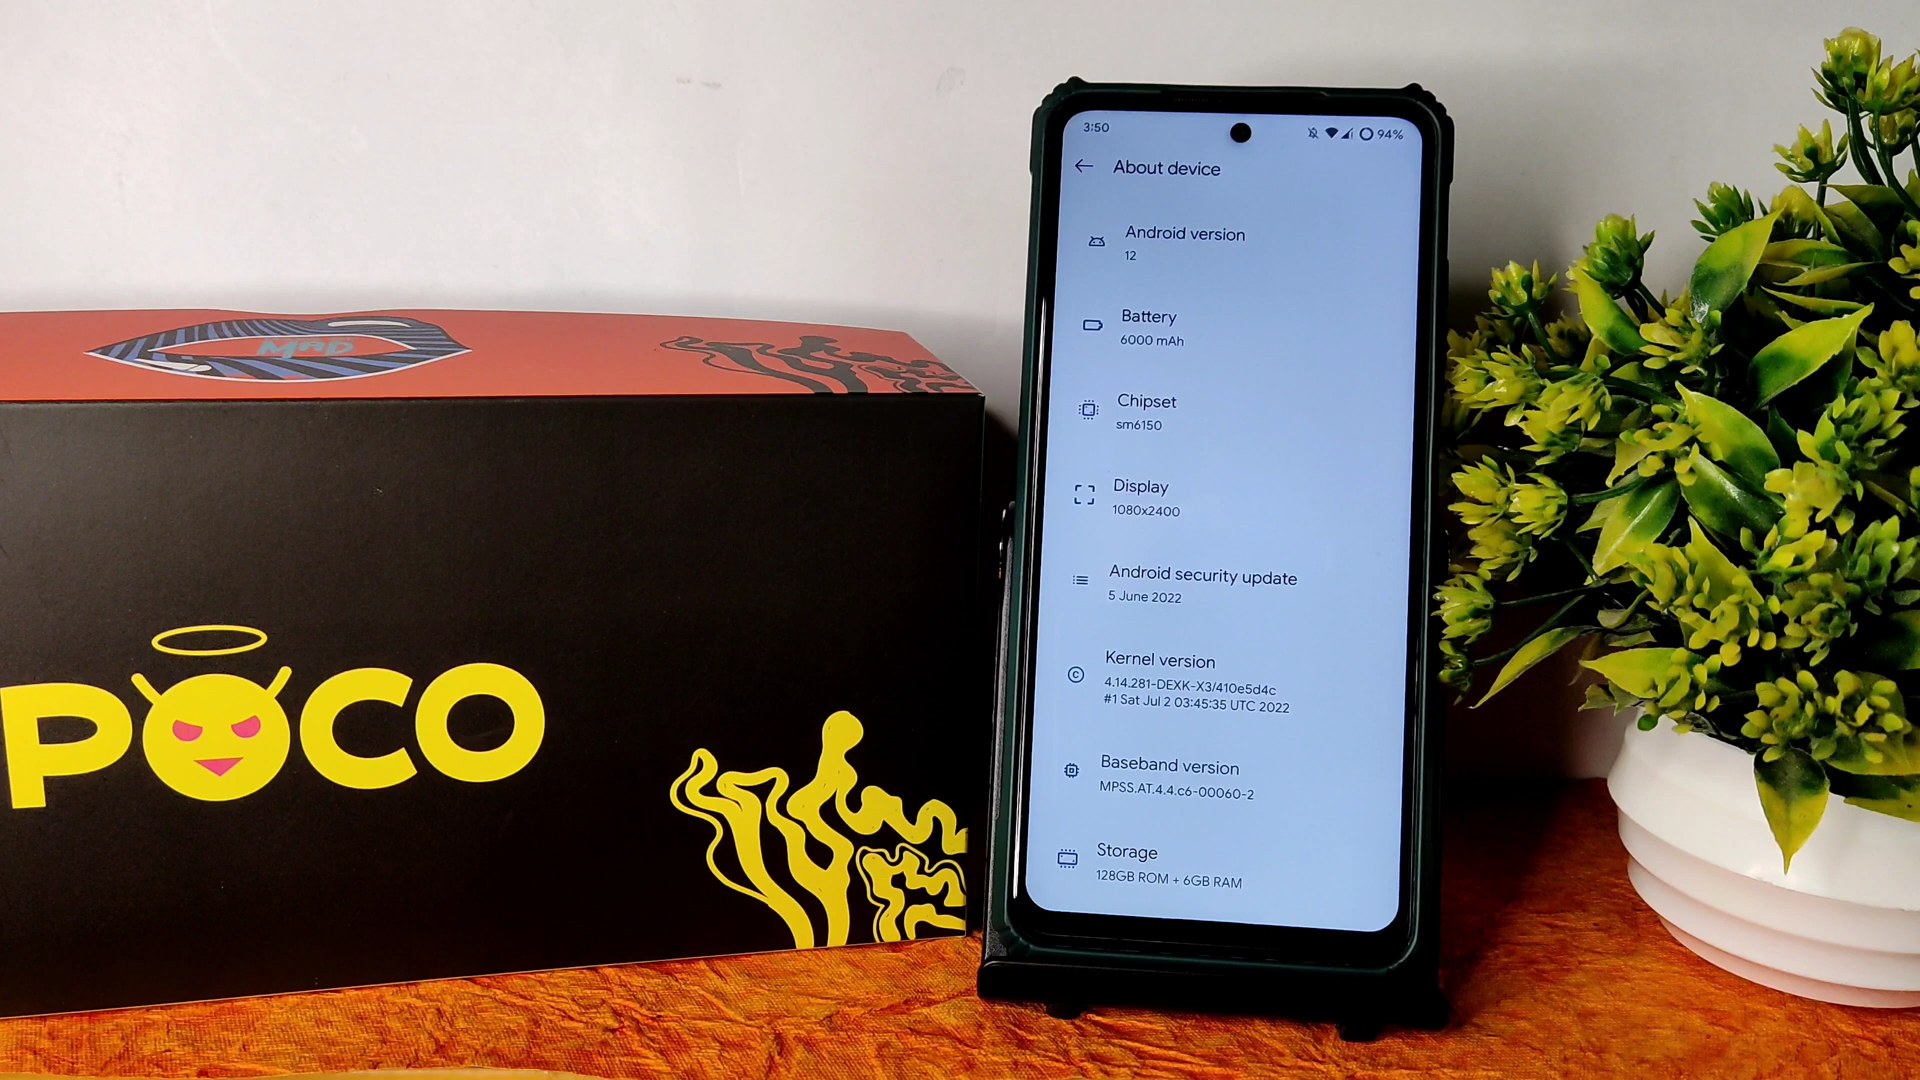 MAD
POCO
3:50
94%
About device
Android version
12
Battery
6000 mAh
Chipset
sm6150
Display
1080x2400
Android security update
5 June 2022
Kernel version
4.14.281-DEXK-X3/410e5d4c
#1 Sat Jul 2 03:45:35 UTC 2022
Baseband version
MPSS.AT.4.4.c6-00060-2
Storage
128GB ROM + 6GB RAM